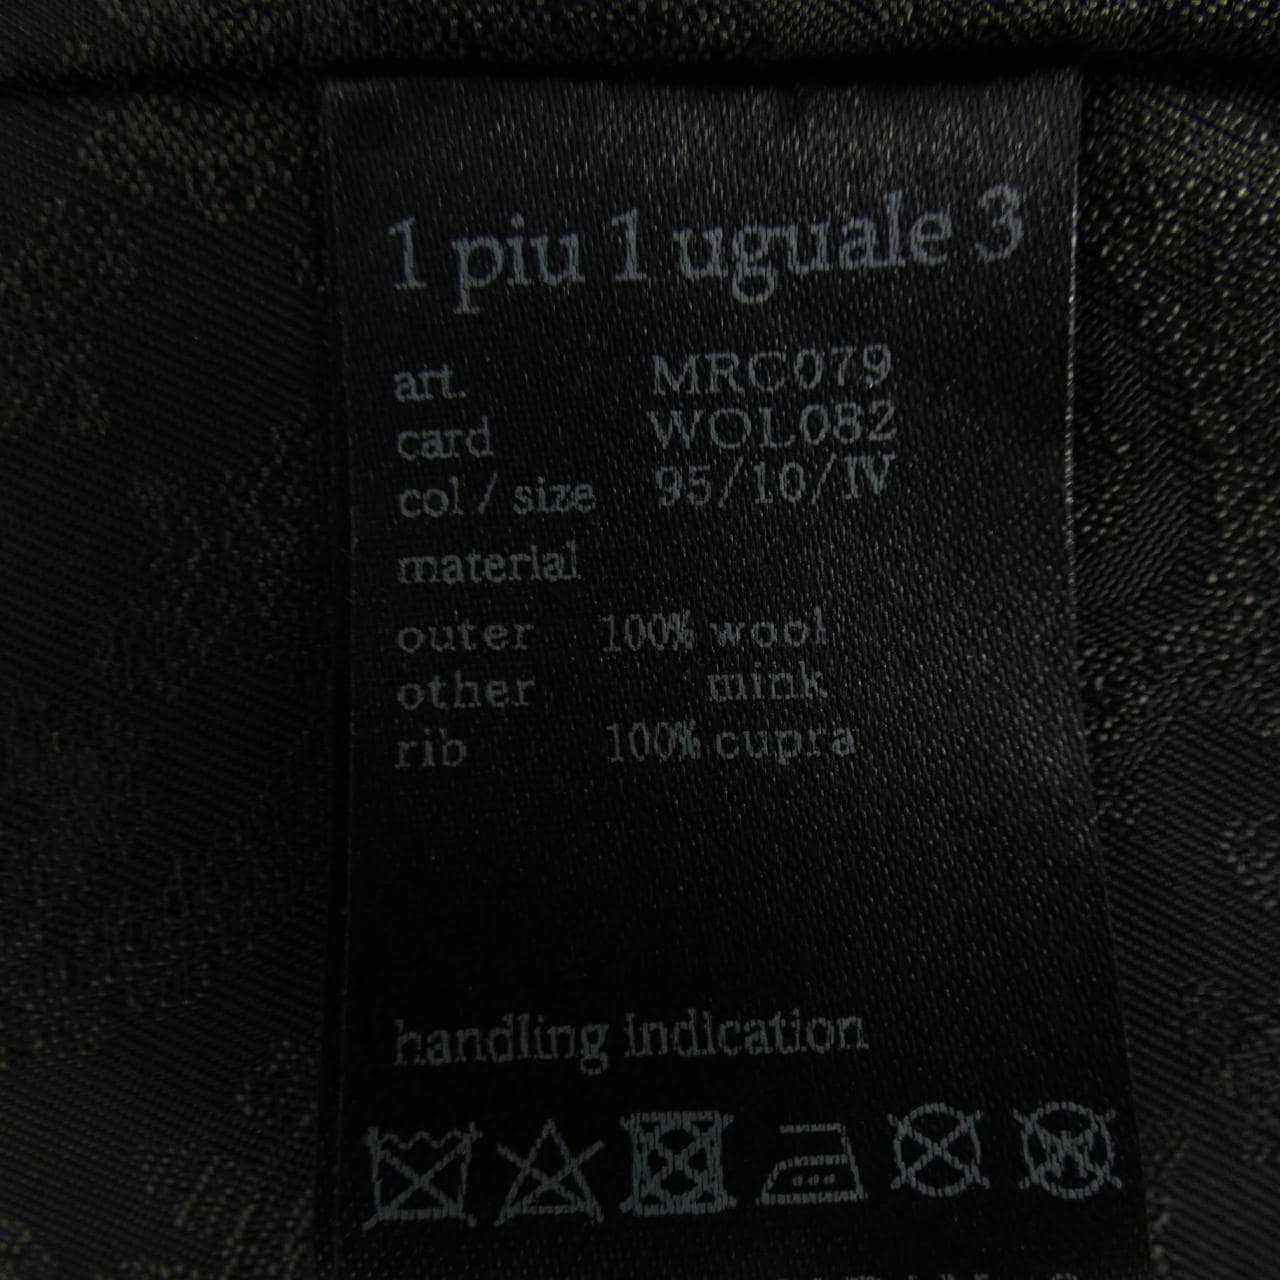 1 piu 1 uguale 3
art. MRC079
card WOL082
col / size 95/10/IV
material
outer 100% wool
other mink
rib 100% cupra
handling indication